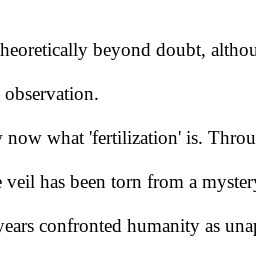 heoretically beyond doubt, althou
observation.
now what 'fertilization' is. Throu
veil has been torn from a mystery
years confronted humanity as unap